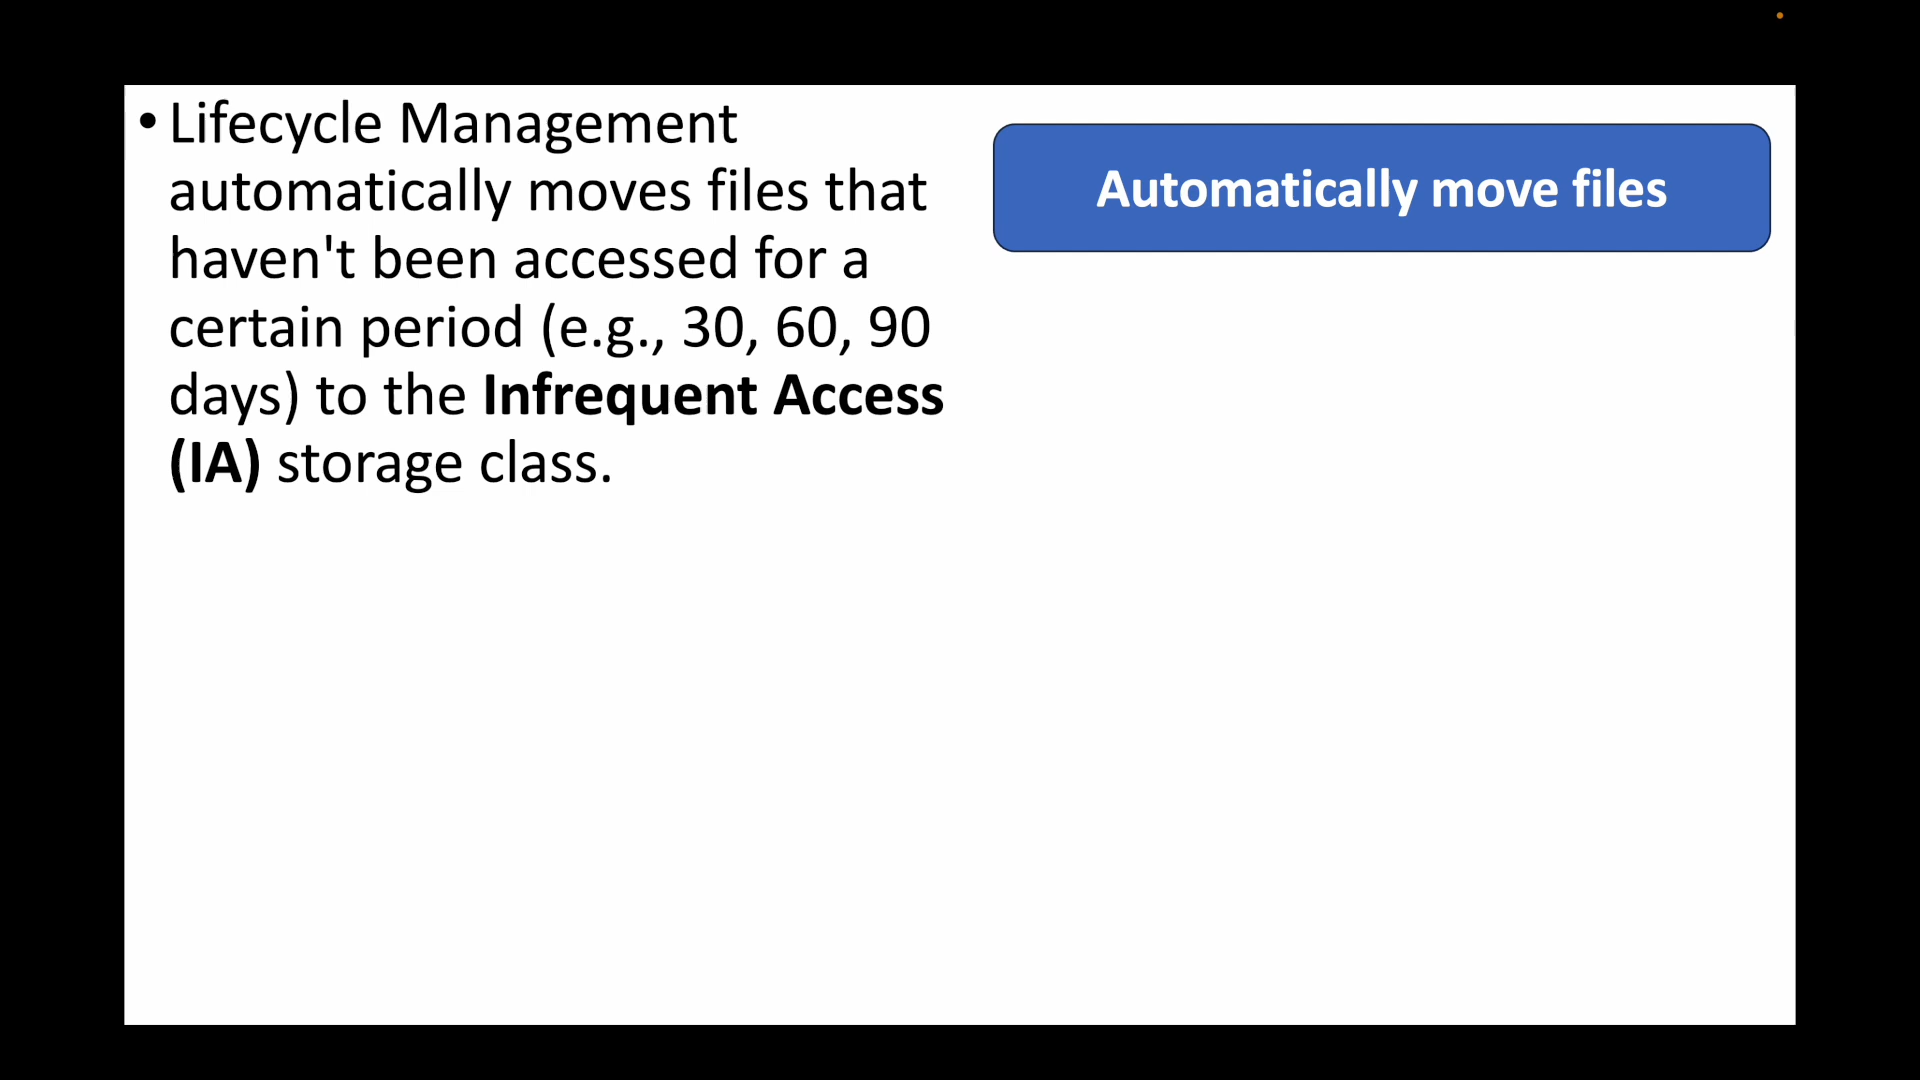 • Lifecycle Management
automatically moves files that
haven't been accessed for a
certain period (e.g., 30, 60, 90
days) to the Infrequent Access
(IA) storage class.
Automatically move files